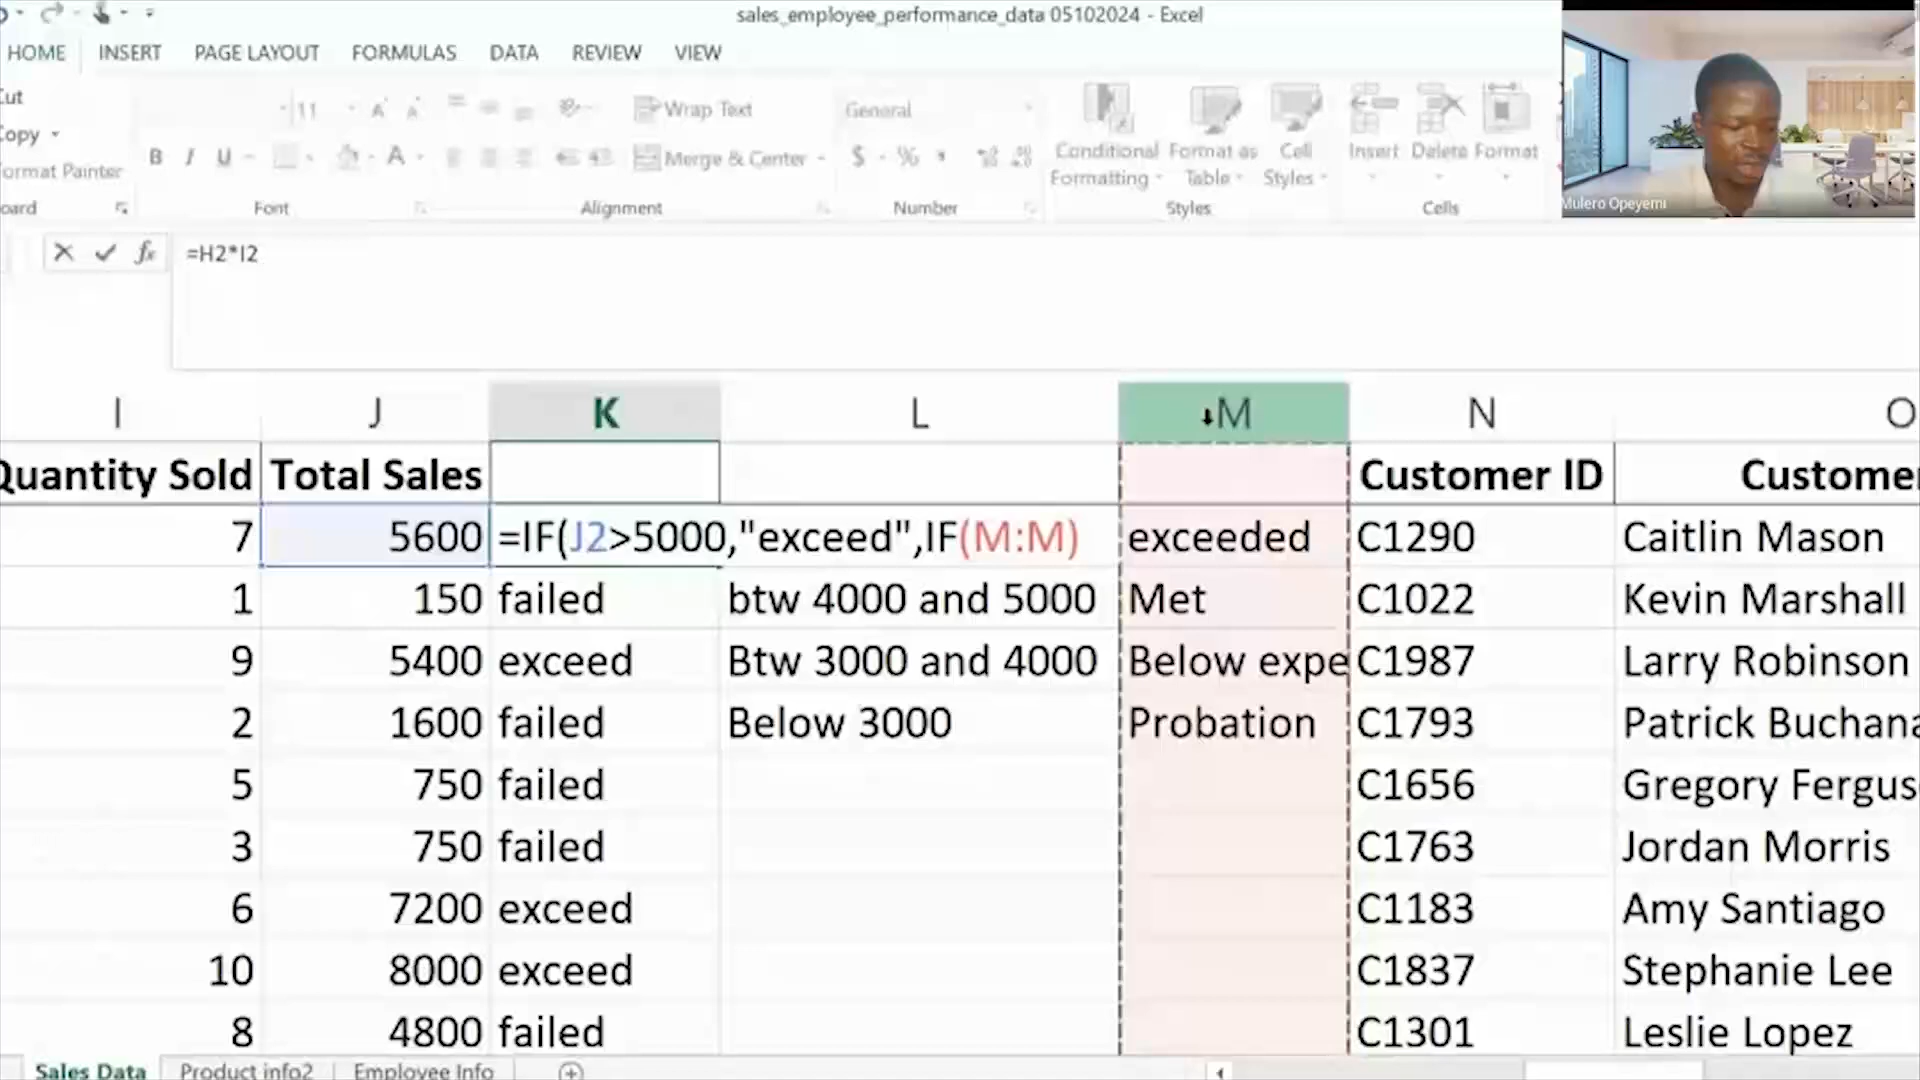 sales_employee_performance_data 05102024 - Excel
HOME INSERT PAGE LAYOUT FORMULAS DATA REVIEW VIEW
Cut
Copy
Format Painter
11 A A
Wrap Text
General
B I U A
Merge & Center
$ % ,
Conditional Formatting
Format as Table
Cell Styles
Insert Delete Format
Font Alignment Number Styles Cells
Mulero Opeyemi
fx =H2*I2
I J K L M N O
Quantity Sold Total Sales Customer ID Customer
7 5600 =IF(J2>5000,"exceed",IF(M:M) exceeded C1290 Caitlin Mason
1 150 failed btw 4000 and 5000 Met C1022 Kevin Marshall
9 5400 exceed Btw 3000 and 4000 Below expe C1987 Larry Robinson
2 1600 failed Below 3000 Probation C1793 Patrick Buchana
5 750 failed C1656 Gregory Fergus
3 750 failed C1763 Jordan Morris
6 7200 exceed C1183 Amy Santiago
10 8000 exceed C1837 Stephanie Lee
8 4800 failed C1301 Leslie Lopez
Sales Data Product info2 Employee Info